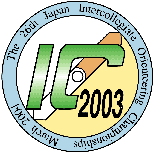 The 26th Japan Intercollegiate Orienteering Championships
March 2004
IC
2003